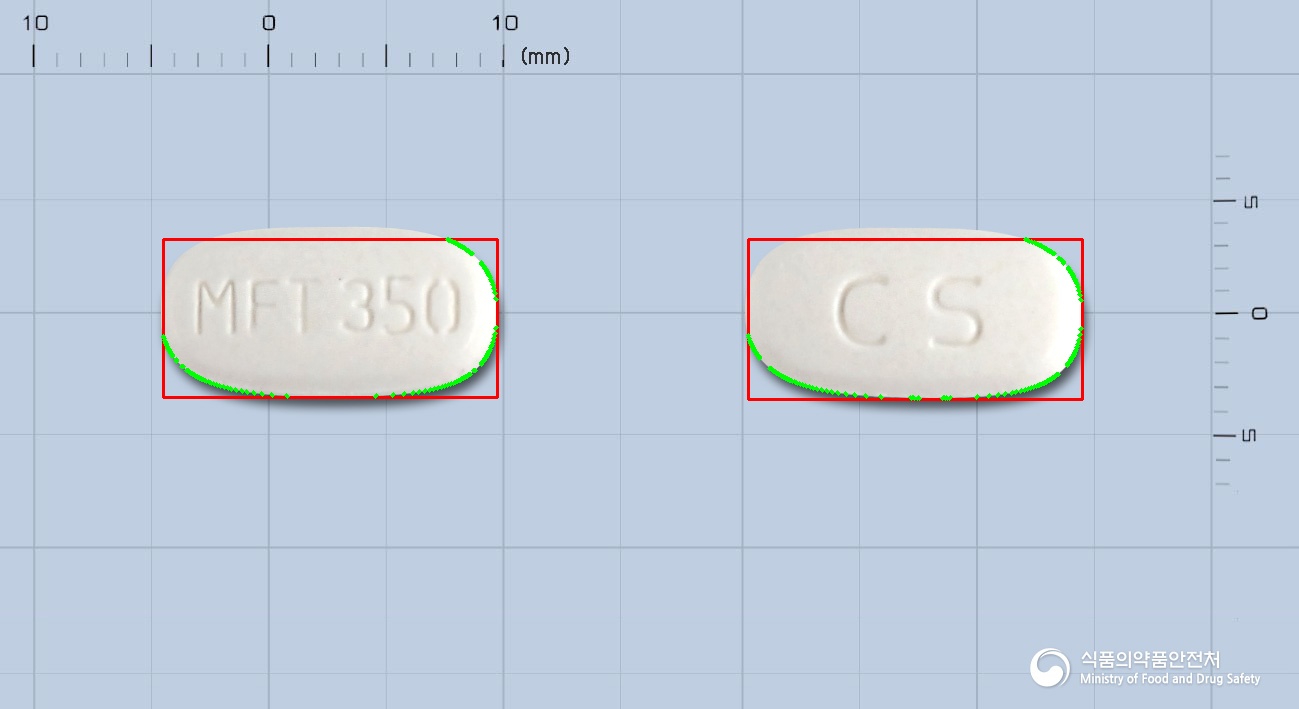 10 0 10 (mm)
5
0
5
MFT 350
C S
식품의약품안전처
Ministry of Food and Drug Safety